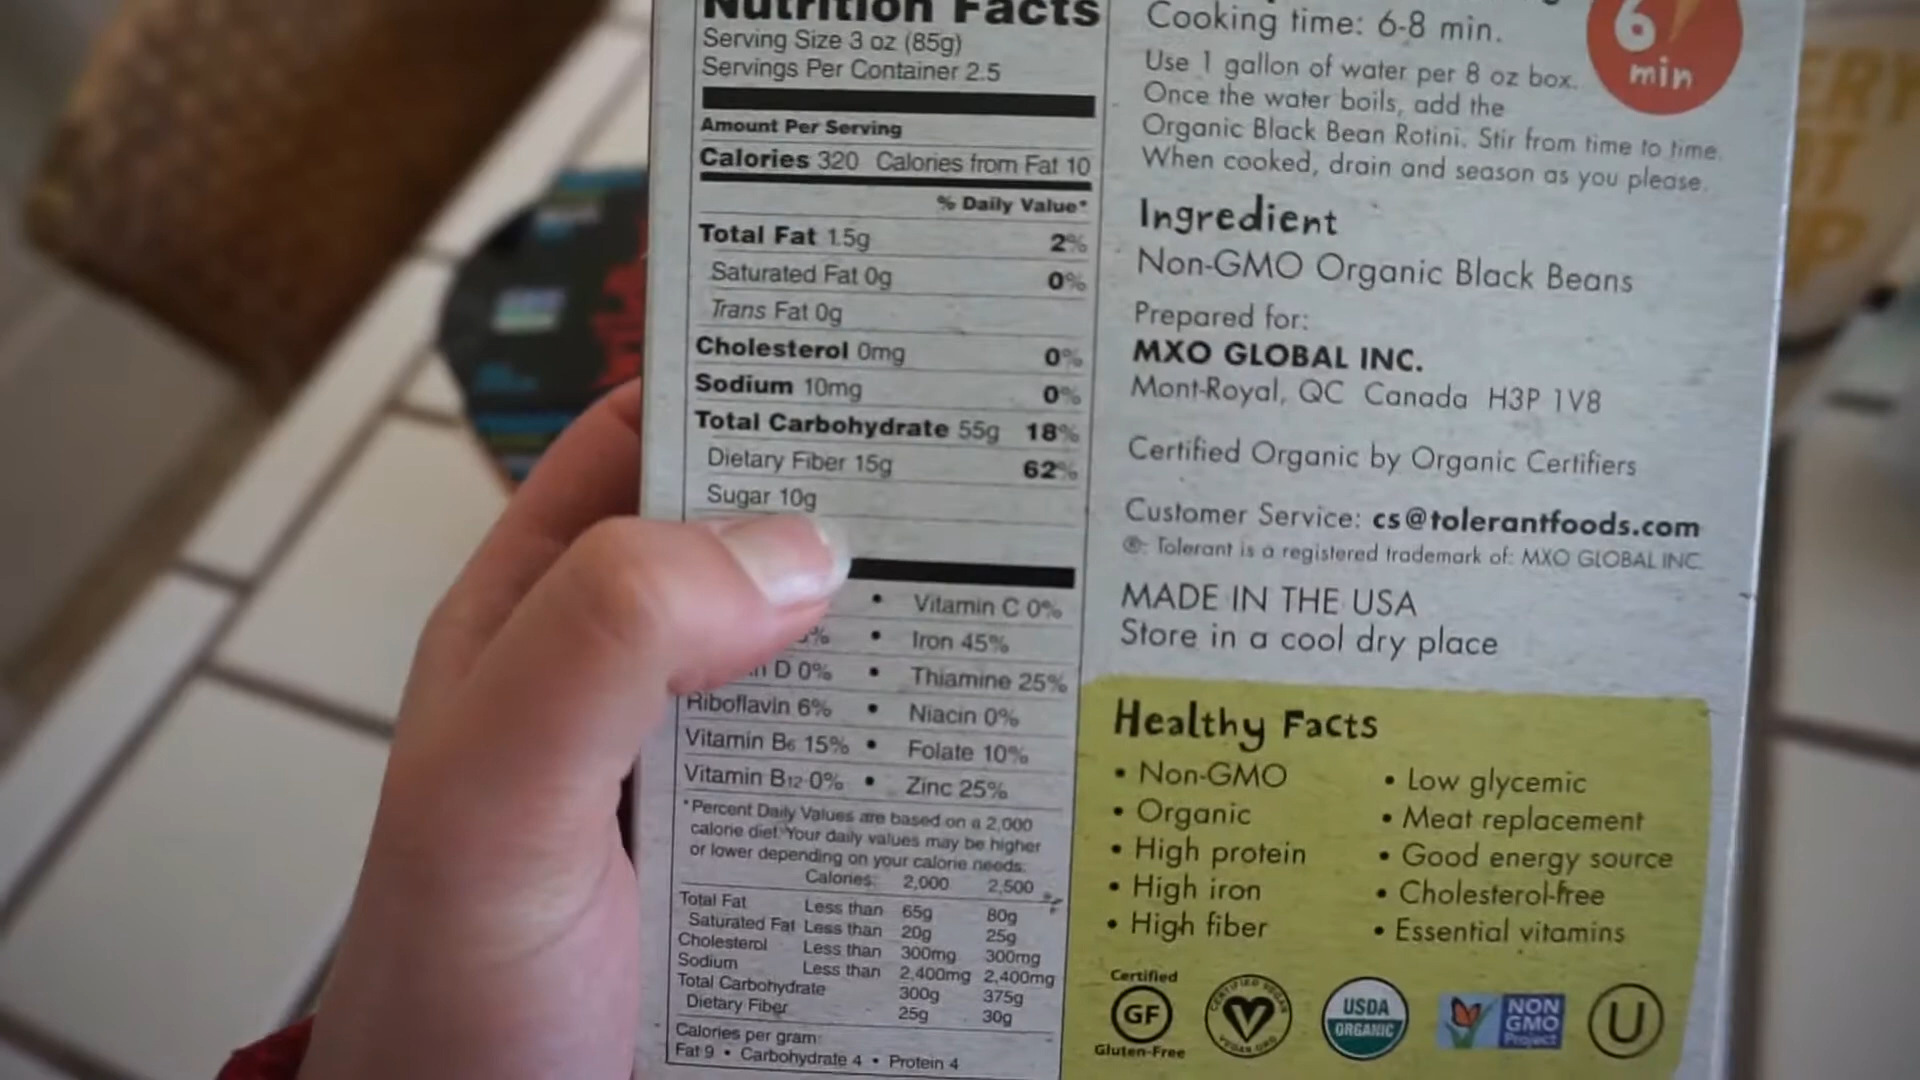 Nutrition Facts
Serving Size 3 oz (85g)
Servings Per Container 2.5
Amount Per Serving
Calories 320 Calories from Fat 10
% Daily Value*
Total Fat 1.5g 2%
Saturated Fat 0g 0%
Trans Fat 0g
Cholesterol 0mg 0%
Sodium 10mg 0%
Total Carbohydrate 55g 18%
Dietary Fiber 15g 62%
Sugar 10g
• Vitamin C 0%
% • Iron 45%
D 0% • Thiamine 25%
Riboflavin 6% • Niacin 0%
Vitamin B6 15% • Folate 10%
Vitamin B12 0% • Zinc 25%
*Percent Daily Values are based on a 2,000
calorie diet. Your daily values may be higher
or lower depending on your calorie needs:
Calories: 2,000 2,500
Total Fat Less than 65g 80g
Saturated Fat Less than 20g 25g
Cholesterol Less than 300mg 300mg
Sodium Less than 2,400mg 2,400mg
Total Carbohydrate 300g 375g
Dietary Fiber 25g 30g
Calories per gram:
Fat 9 • Carbohydrate 4 • Protein 4
Cooking time: 6-8 min.
Use 1 gallon of water per 8 oz box.
Once the water boils, add the
Organic Black Bean Rotini. Stir from time to time.
When cooked, drain and season as you please.
6
min
Ingredient
Non-GMO Organic Black Beans
Prepared for:
MXO GLOBAL INC.
Mont-Royal, QC Canada H3P 1V8
Certified Organic by Organic Certifiers
Customer Service: cs@tolerantfoods.com
®: Tolerant is a registered trademark of: MXO GLOBAL INC.
MADE IN THE USA
Store in a cool dry place
Healthy Facts
• Non-GMO
• Organic
• High protein
• High iron
• High fiber
• Low glycemic
• Meat replacement
• Good energy source
• Cholesterol-free
• Essential vitamins
Certified
GF
Gluten-Free
CERTIFIED VEGAN
V
VEGAN.ORG
USDA
ORGANIC
NON
GMO
Project
U